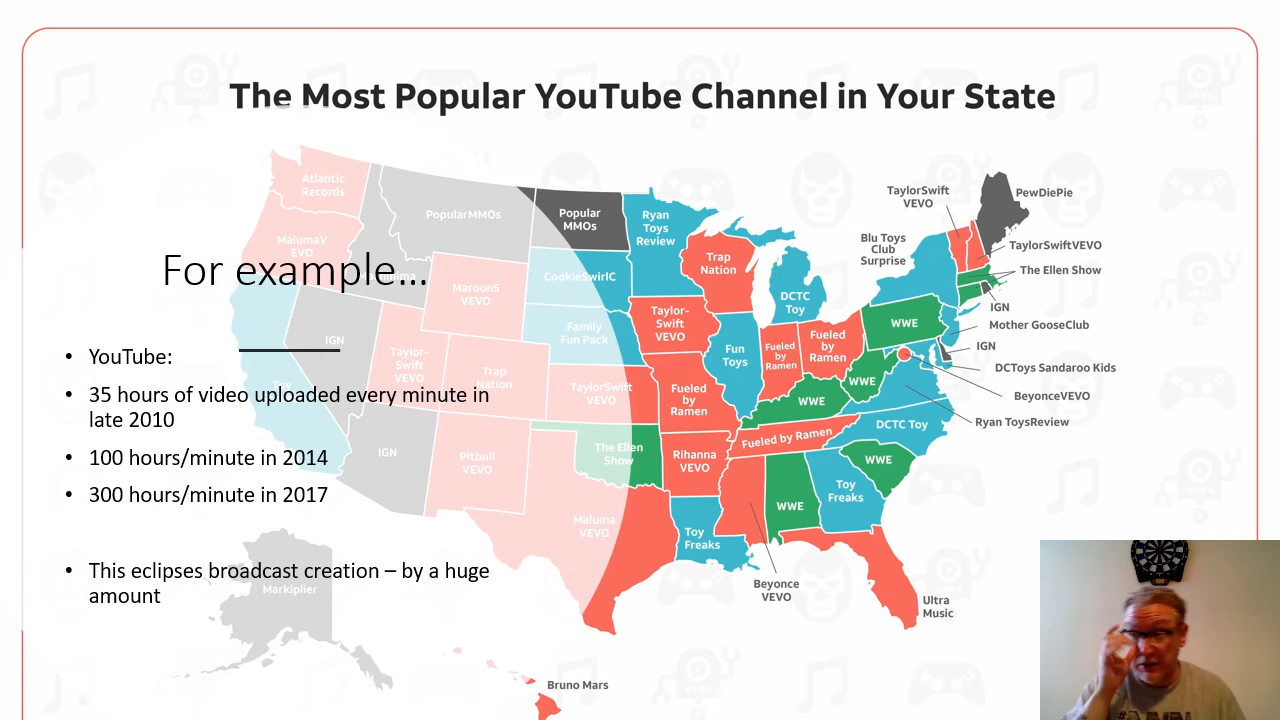 The Most Popular YouTube Channel in Your State
For example...
• YouTube:
• 35 hours of video uploaded every minute in
late 2010
• 100 hours/minute in 2014
• 300 hours/minute in 2017
• This eclipses broadcast creation – by a huge
amount
Atlantic
Records
MalumaV
EVO
PopularMMOs
Maroon5
VEVO
IGN
Taylor-
Swift
VEVO
Trap
Nation
Toy
IGN
Pitbull
VEVO
Popular
MMOs
CookieSwirlC
Family
Fun Pack
TaylorSwift
VEVO
The Ellen
Show
Maluma
VEVO
Ryan
Toys
Review
Taylor-
Swift
VEVO
Fueled
by
Ramen
Rihanna
VEVO
Toy
Freaks
Trap
Nation
Fun
Toys
DCTC
Toy
Fueled
by
Ramen
Fueled
by
Ramen
WWE
WWE
WWE
Fueled by Ramen
DCTC Toy
WWE
Toy
Freaks
WWE
Beyonce
VEVO
Ultra
Music
Blu Toys
Club
Surprise
TaylorSwift
VEVO
PewDiePie
TaylorSwiftVEVO
The Ellen Show
IGN
Mother GooseClub
IGN
DCToys Sandaroo Kids
BeyonceVEVO
Ryan ToysReview
Markiplier
Bruno Mars